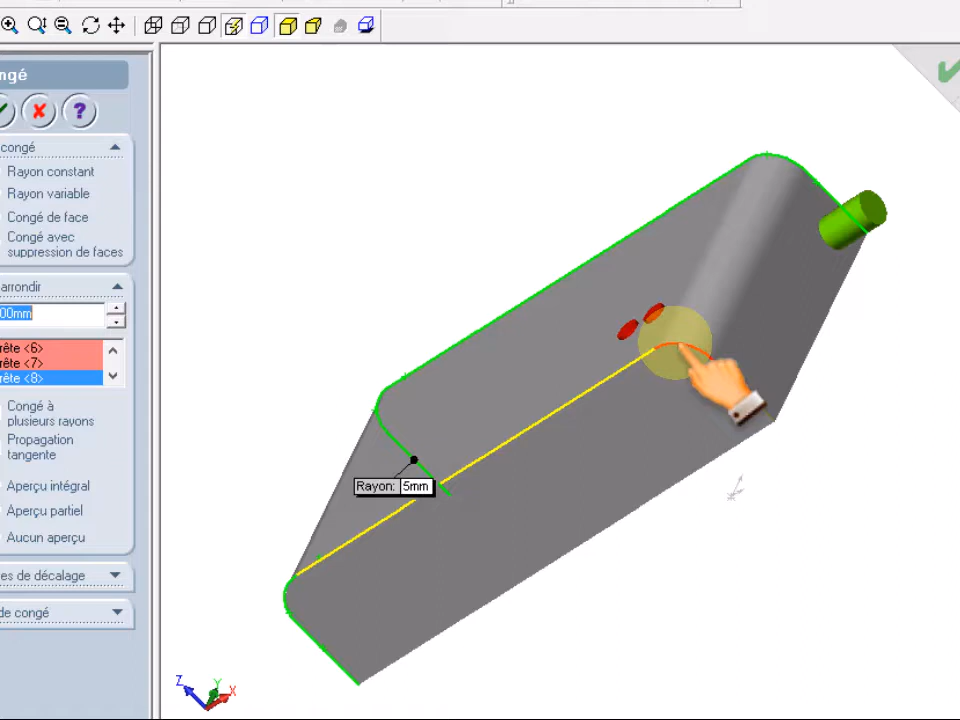 ngé
?
congé
Rayon constant
Rayon variable
Congé de face
Congé avec
suppression de faces
arrondir
00mm
rête <6>
rête <7>
rête <8>
Congé à
plusieurs rayons
Propagation
tangente
Aperçu intégral
Aperçu partiel
Aucun aperçu
es de décalage
de congé
Rayon: 5mm
Z
Y
X